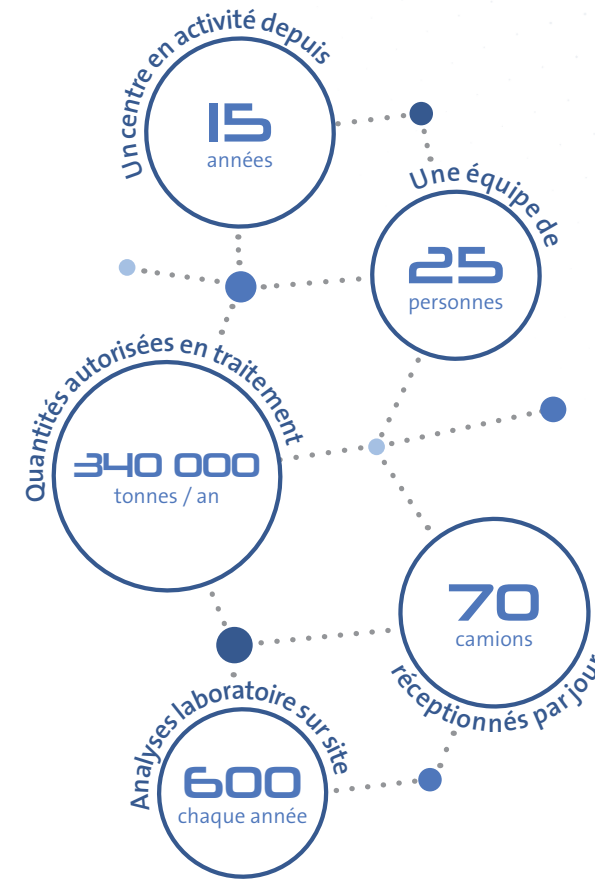 Un centre en activité depuis
15
années
Une équipe de
25
personnes
Quantités autorisées en traitement
340 000
tonnes / an
70
camions
réceptionnés par jour
Analyses laboratoire sur site
600
chaque année